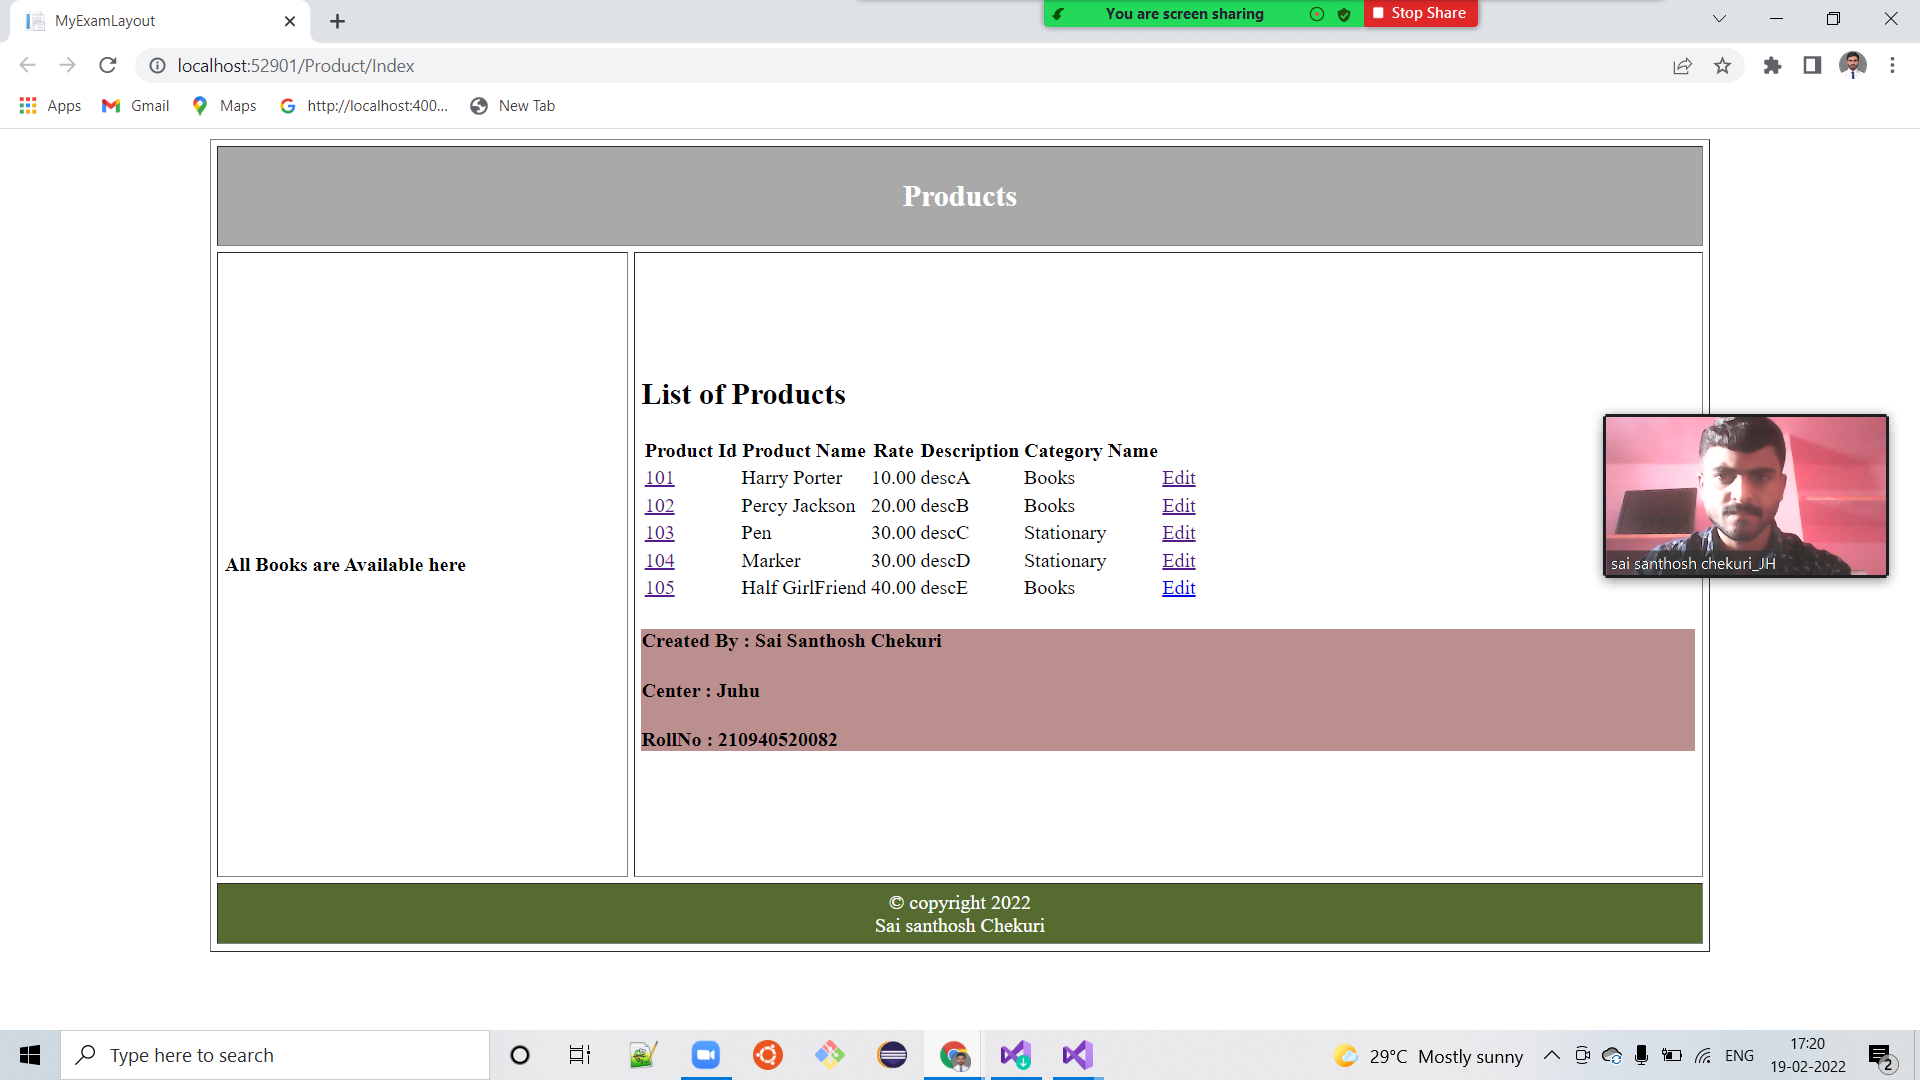 MyExamLayout
You are screen sharing
Stop Share
localhost:52901/Product/Index
Apps
Gmail
Maps
http://localhost:400...
New Tab
Products
All Books are Available here
List of Products
Product Id Product Name Rate Description Category Name
101 Harry Porter 10.00 descA Books Edit
102 Percy Jackson 20.00 descB Books Edit
103 Pen 30.00 descC Stationary Edit
104 Marker 30.00 descD Stationary Edit
105 Half GirlFriend 40.00 descE Books Edit
sai santhosh chekuri_JH
Created By : Sai Santhosh Chekuri
Center : Juhu
RollNo : 210940520082
© copyright 2022
Sai santhosh Chekuri
Type here to search
29°C Mostly sunny
ENG
17:20
19-02-2022
2